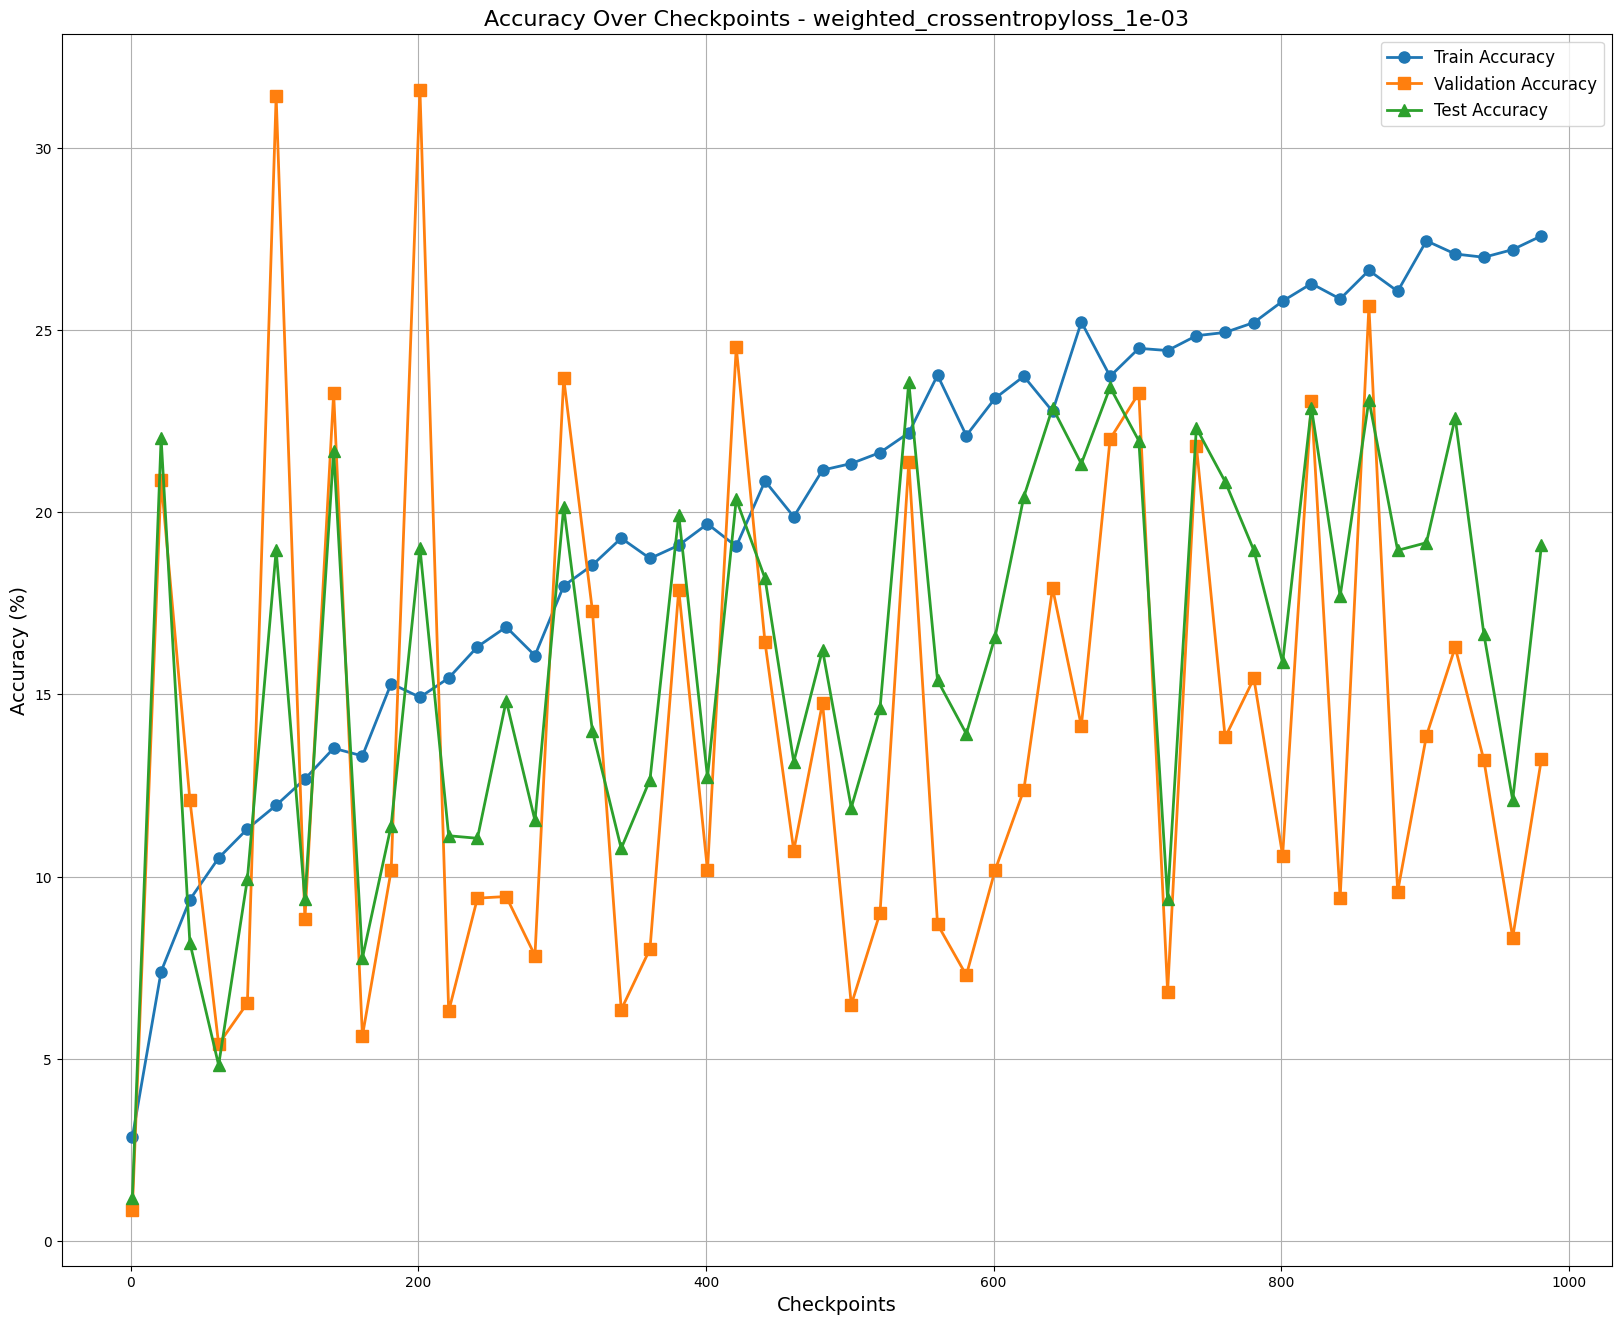 Accuracy Over Checkpoints - weighted_crossentropyloss_1e-03
Train Accuracy
Validation Accuracy
Test Accuracy
Accuracy (%)
30
25
20
15
10
5
0
0 200 400 600 800 1000
Checkpoints